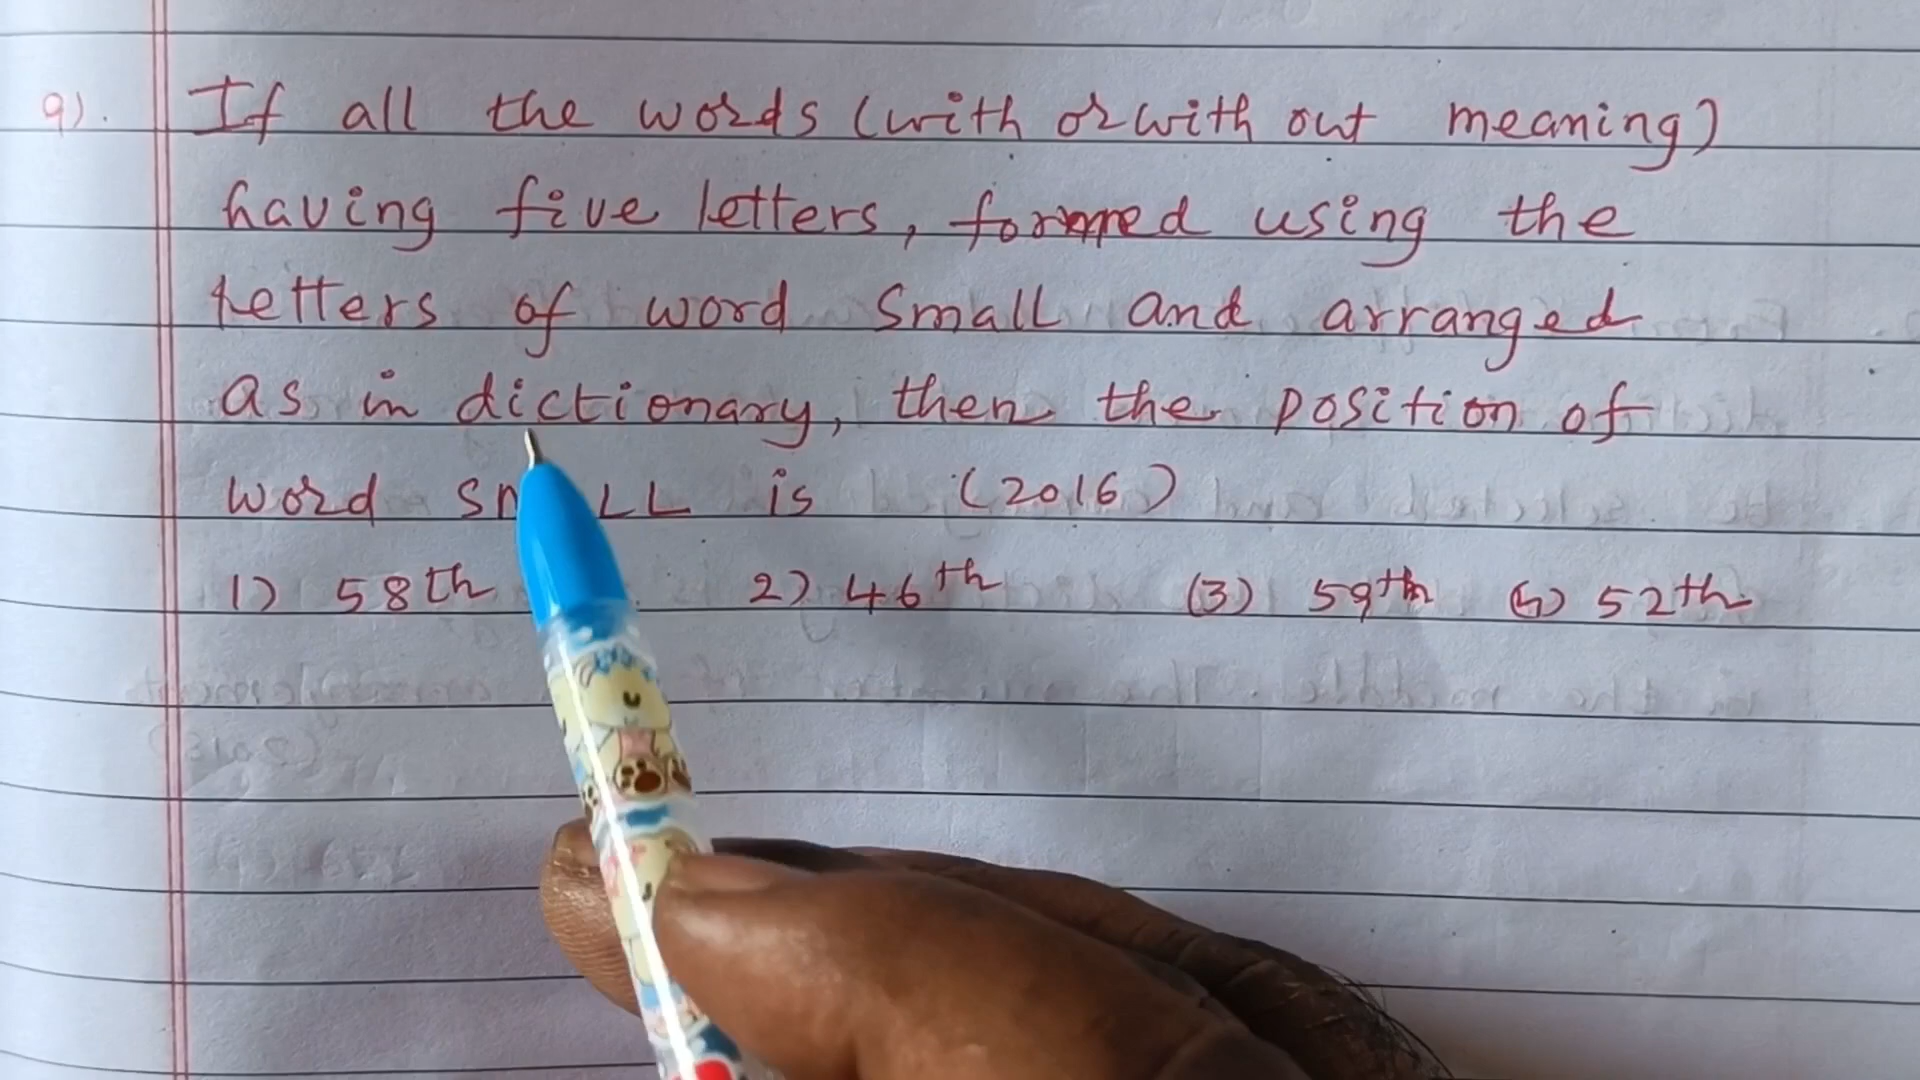 9). If all the words (with or with out meaning)
having five letters, formed using the
letters of word small and arranged
as in dictionary, then the position of
word is (2016)
1) 58th 2) 46th (3) 59th (4) 52th